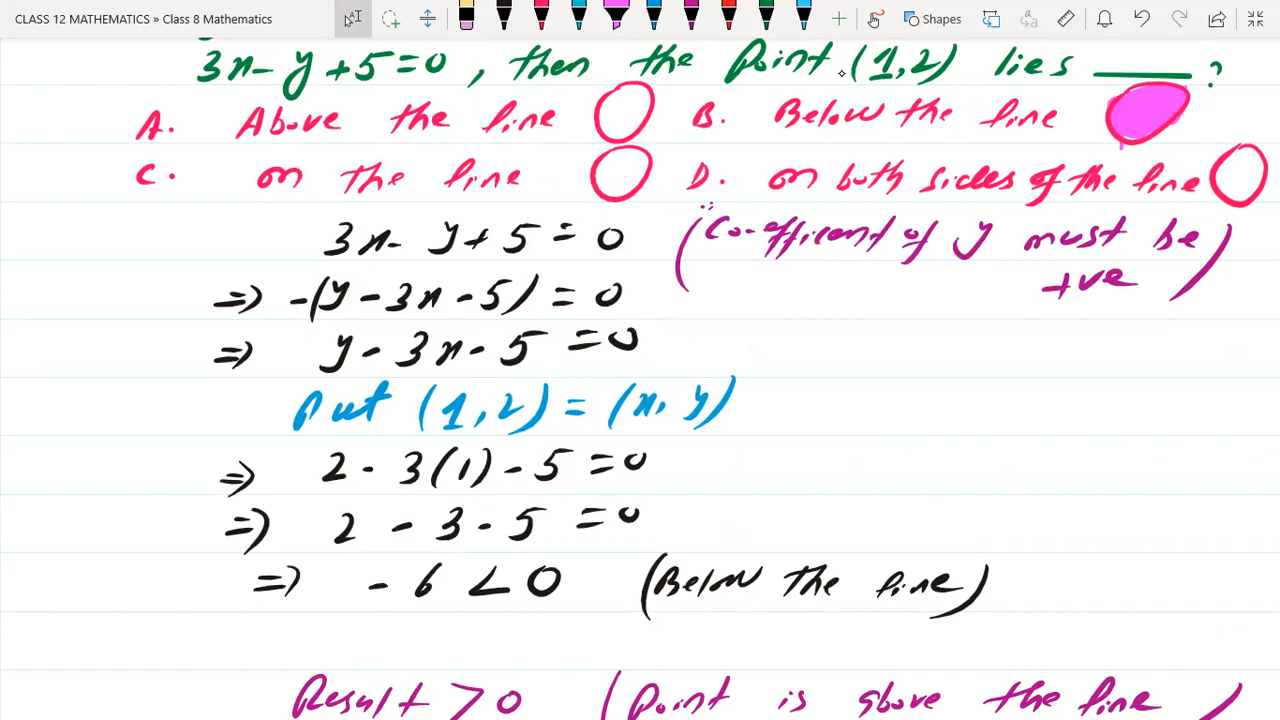 CLASS 12 MATHEMATICS » Class 8 Mathematics
Shapes
3x - y + 5 = 0 , then the Point (1,2) lies ____ ?
A. Above the line B. Below the line
C. on the line D. on both sides of the line
3x - y + 5 = 0 (∵ Co-efficent of y must be
+ve)
=> -(y - 3x - 5) = 0
=> y - 3x - 5 = 0
Put (1,2) = (x, y)
=> 2 - 3(1) - 5 = 0
=> 2 - 3 - 5 = 0
=> - 6 < 0 (Below the line)
Result > 0 (Point is above the line)